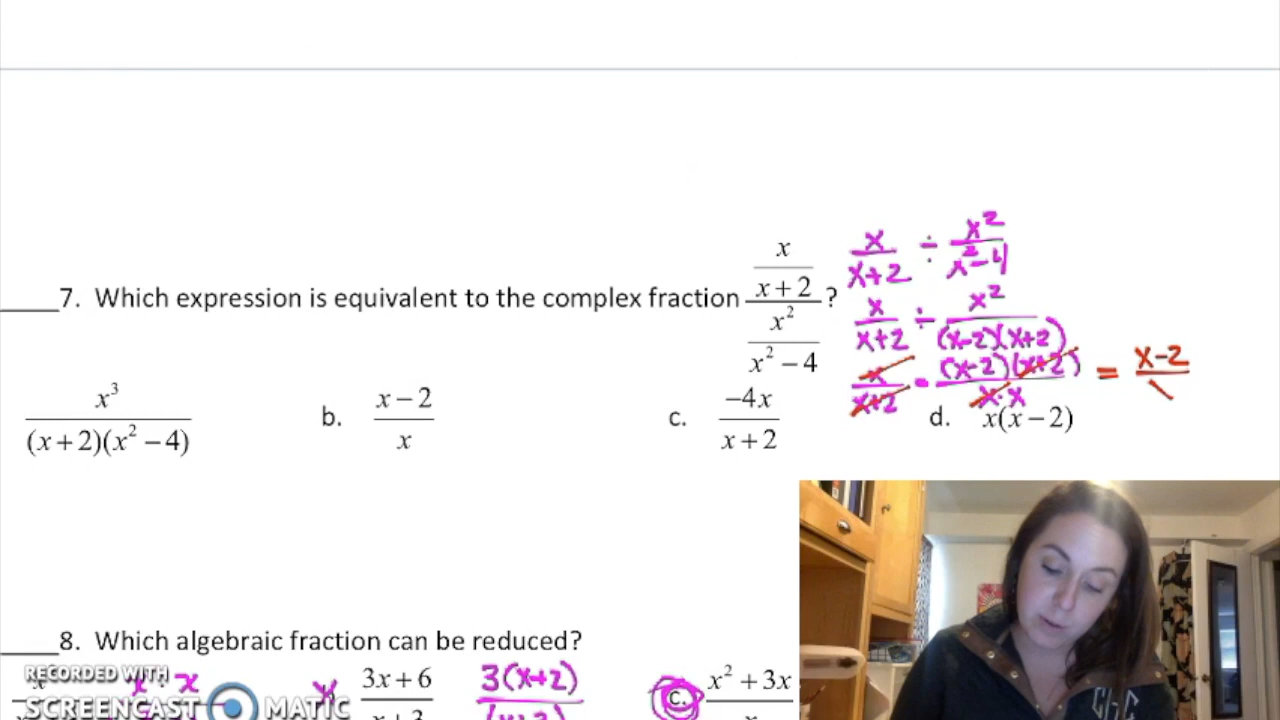 x/(x+2) ÷ x²/(x²−4)
____7. Which expression is equivalent to the complex fraction (x/(x+2))/(x²/(x²−4)) ?
x/(x+2) ÷ x²/((x−2)(x+2))
x/(x+2) · (x−2)(x+2)/(x·x) = (x−2)/
x³/((x+2)(x²−4)) b. (x−2)/x c. −4x/(x+2) d. x(x−2)
____8. Which algebraic fraction can be reduced?
x 3x+6 3(x+2) c. x²+3x
RECORDED WITH
SCREENCAST MATIC
CGC